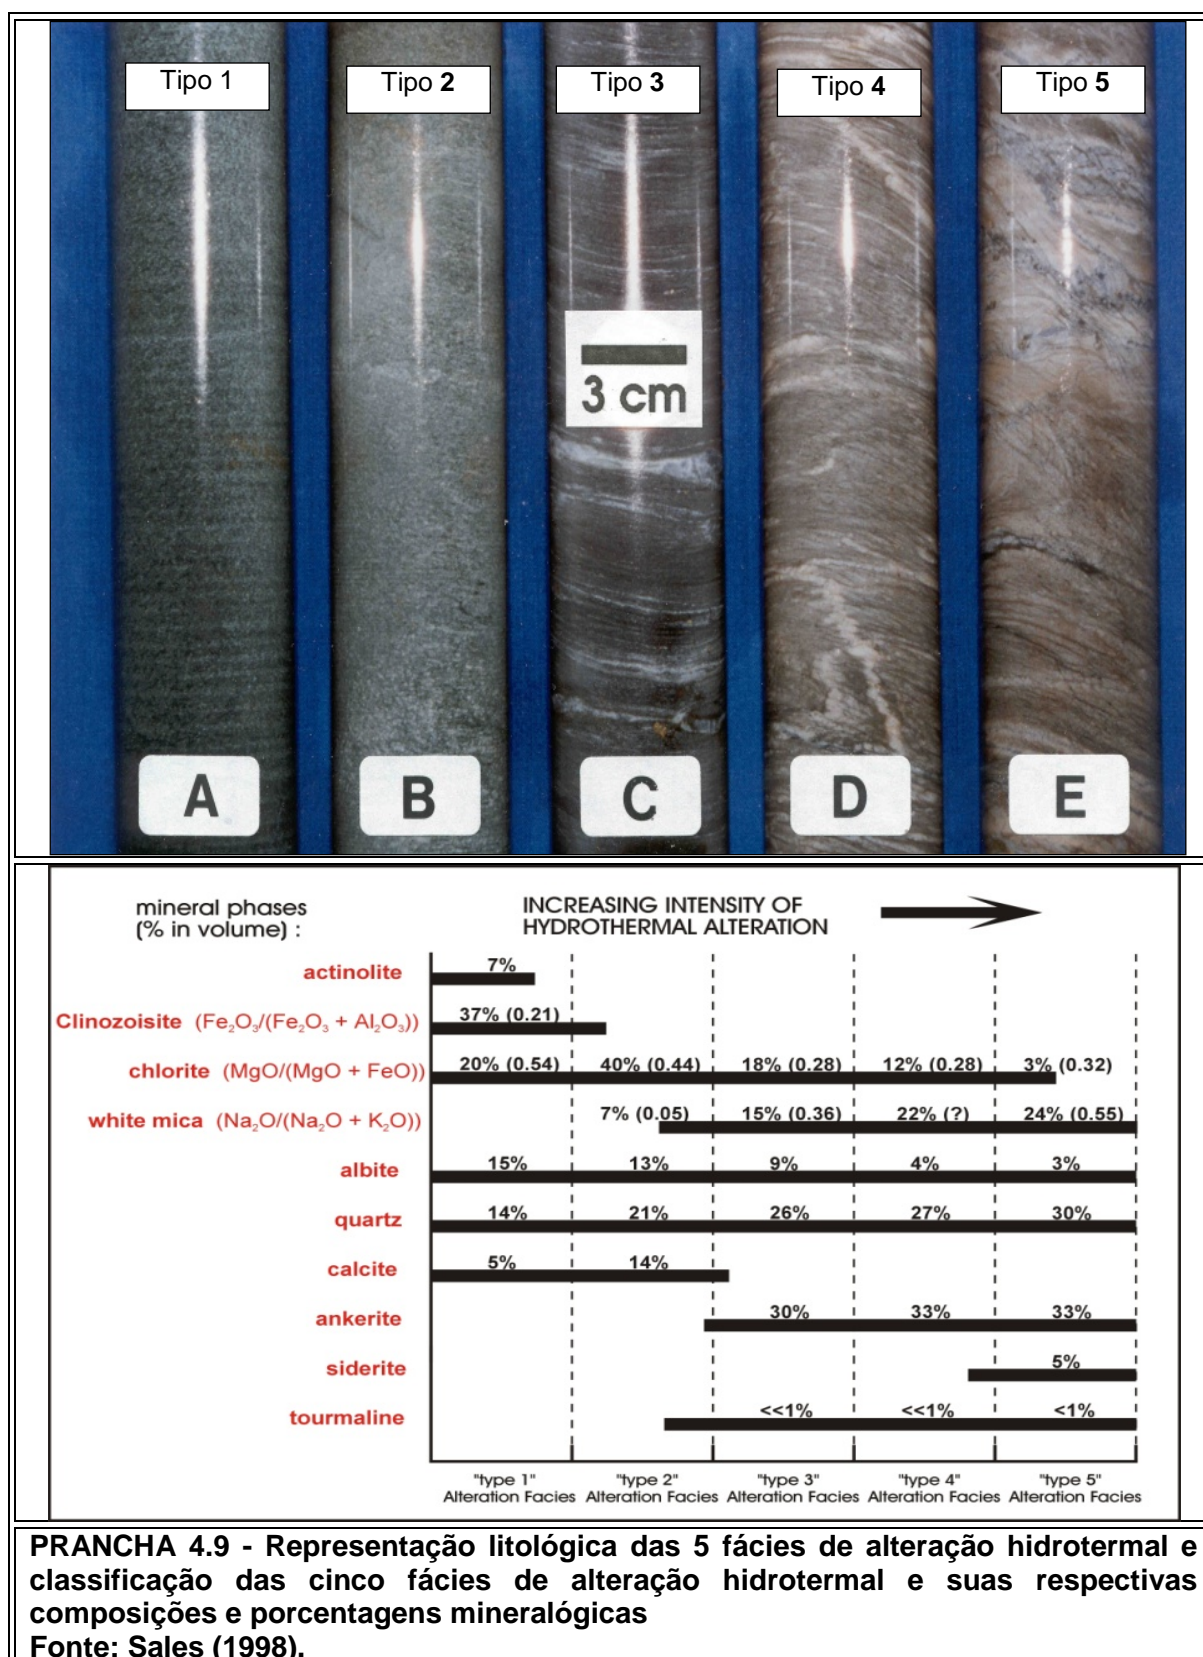 Tipo 1
Tipo 2
Tipo 3
Tipo 4
Tipo 5
3 cm
A
B
C
D
E
mineral phases
(% in volume) :
INCREASING INTENSITY OF
HYDROTHERMAL ALTERATION
actinolite 7%
Clinozoisite (Fe₂O₃/(Fe₂O₃ + Al₂O₃)) 37% (0.21)
chlorite (MgO/(MgO + FeO)) 20% (0.54) 40% (0.44) 18% (0.28) 12% (0.28) 3% (0.32)
white mica (Na₂O/(Na₂O + K₂O)) 7% (0.05) 15% (0.36) 22% (?) 24% (0.55)
albite 15% 13% 9% 4% 3%
quartz 14% 21% 26% 27% 30%
calcite 5% 14%
ankerite 30% 33% 33%
siderite 5%
tourmaline <<1% <<1% <1%
"type 1" "type 2" "type 3" "type 4" "type 5"
Alteration Facies Alteration Facies Alteration Facies Alteration Facies Alteration Facies
PRANCHA 4.9 - Representação litológica das 5 fácies de alteração hidrotermal e
classificação das cinco fácies de alteração hidrotermal e suas respectivas
composições e porcentagens mineralógicas
Fonte: Sales (1998).